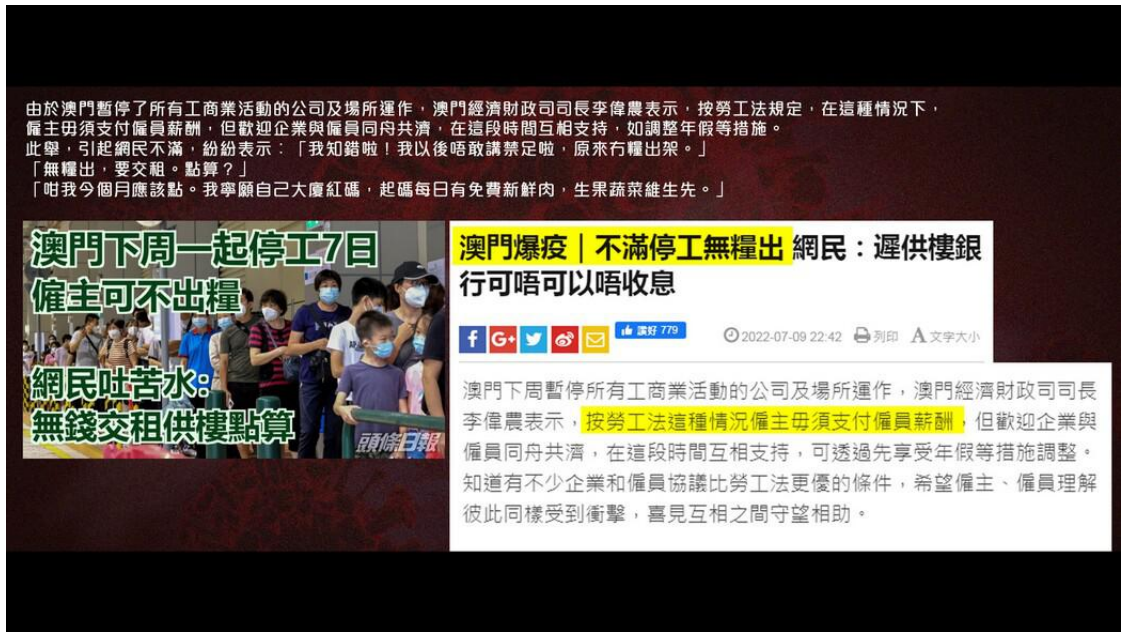 由於澳門暫停了所有工商業活動的公司及場所運作，澳門經濟財政司司長李偉農表示，按勞工法規定，在這種情況下，
僱主毋須支付僱員薪酬，但歡迎企業與僱員同舟共濟，在這段時間互相支持，如調整年假等措施。
此舉，引起網民不滿，紛紛表示：「我知錯啦！我以後唔敢講禁足啦，原來冇糧出架。」
「無糧出，要交租。點算？」
「咁我今個月應該點。我寧願自己大廈紅碼，起碼每日有免費新鮮肉，生果蔬菜維生先。」
澳門下周一起停工7日
僱主可不出糧
網民吐苦水:
無錢交租供樓點算
頭條日報
澳門爆疫｜不滿停工無糧出 網民：遲供樓銀
行可唔可以唔收息
讚好 779
2022-07-09 22:42 列印 A 文字大小
澳門下周暫停所有工商業活動的公司及場所運作，澳門經濟財政司司長
李偉農表示，按勞工法這種情況僱主毋須支付僱員薪酬，但歡迎企業與
僱員同舟共濟，在這段時間互相支持，可透過先享受年假等措施調整。
知道有不少企業和僱員協議比勞工法更優的條件，希望僱主、僱員理解
彼此同樣受到衝擊，喜見互相之間守望相助。